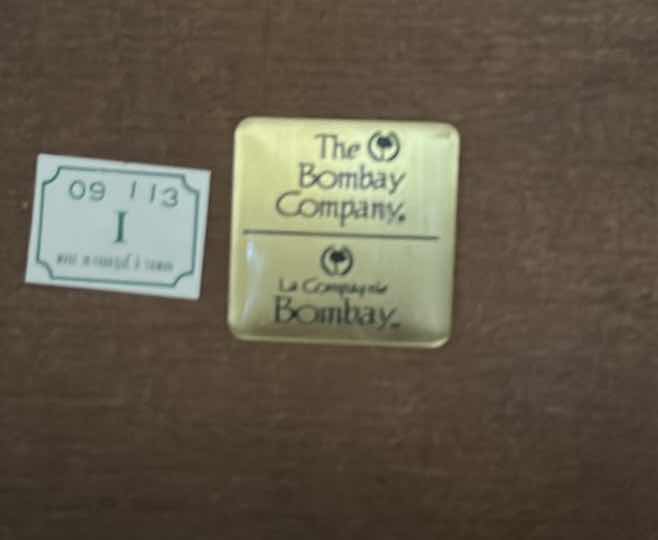 09 113
I
The
Bombay
Company.
La Compagnie
Bombay